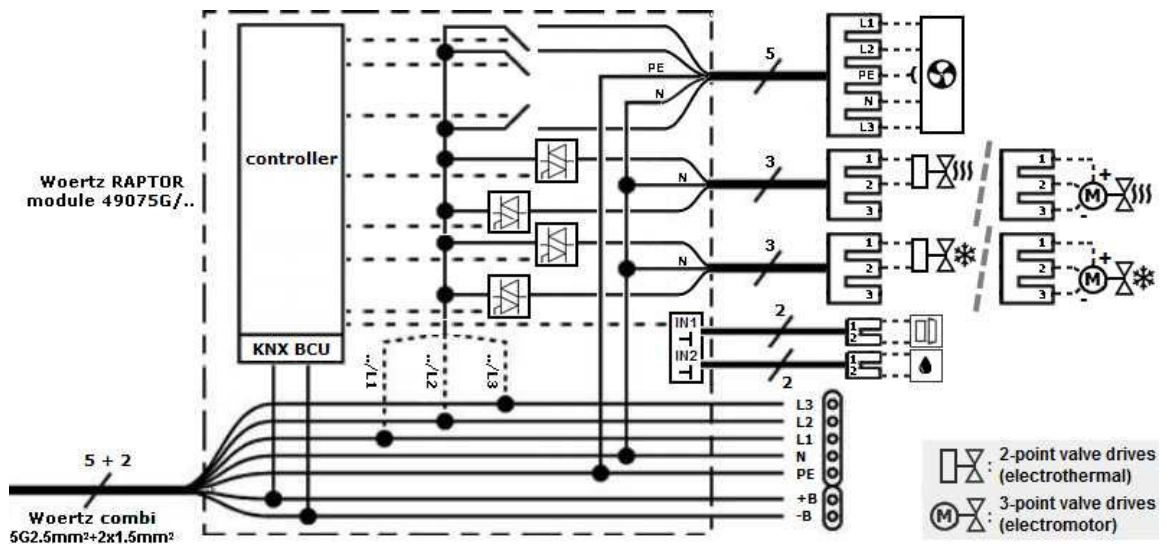 controller
KNX BCU
Woertz RAPTOR
module 49075G/..
PE
N
5
L1
L2
PE
N
L3
N
3
1
2
3
1
2
3
M
+
-
N
3
1
2
3
1
2
3
M
+
-
IN1
IN2
2
1
2
2
1
2
../L1
../L2
../L3
L3
L2
L1
N
PE
+B
-B
5 + 2
Woertz combi
5G2.5mm²+2x1.5mm²
: 2-point valve drives
(electrothermal)
M : 3-point valve drives
(electromotor)